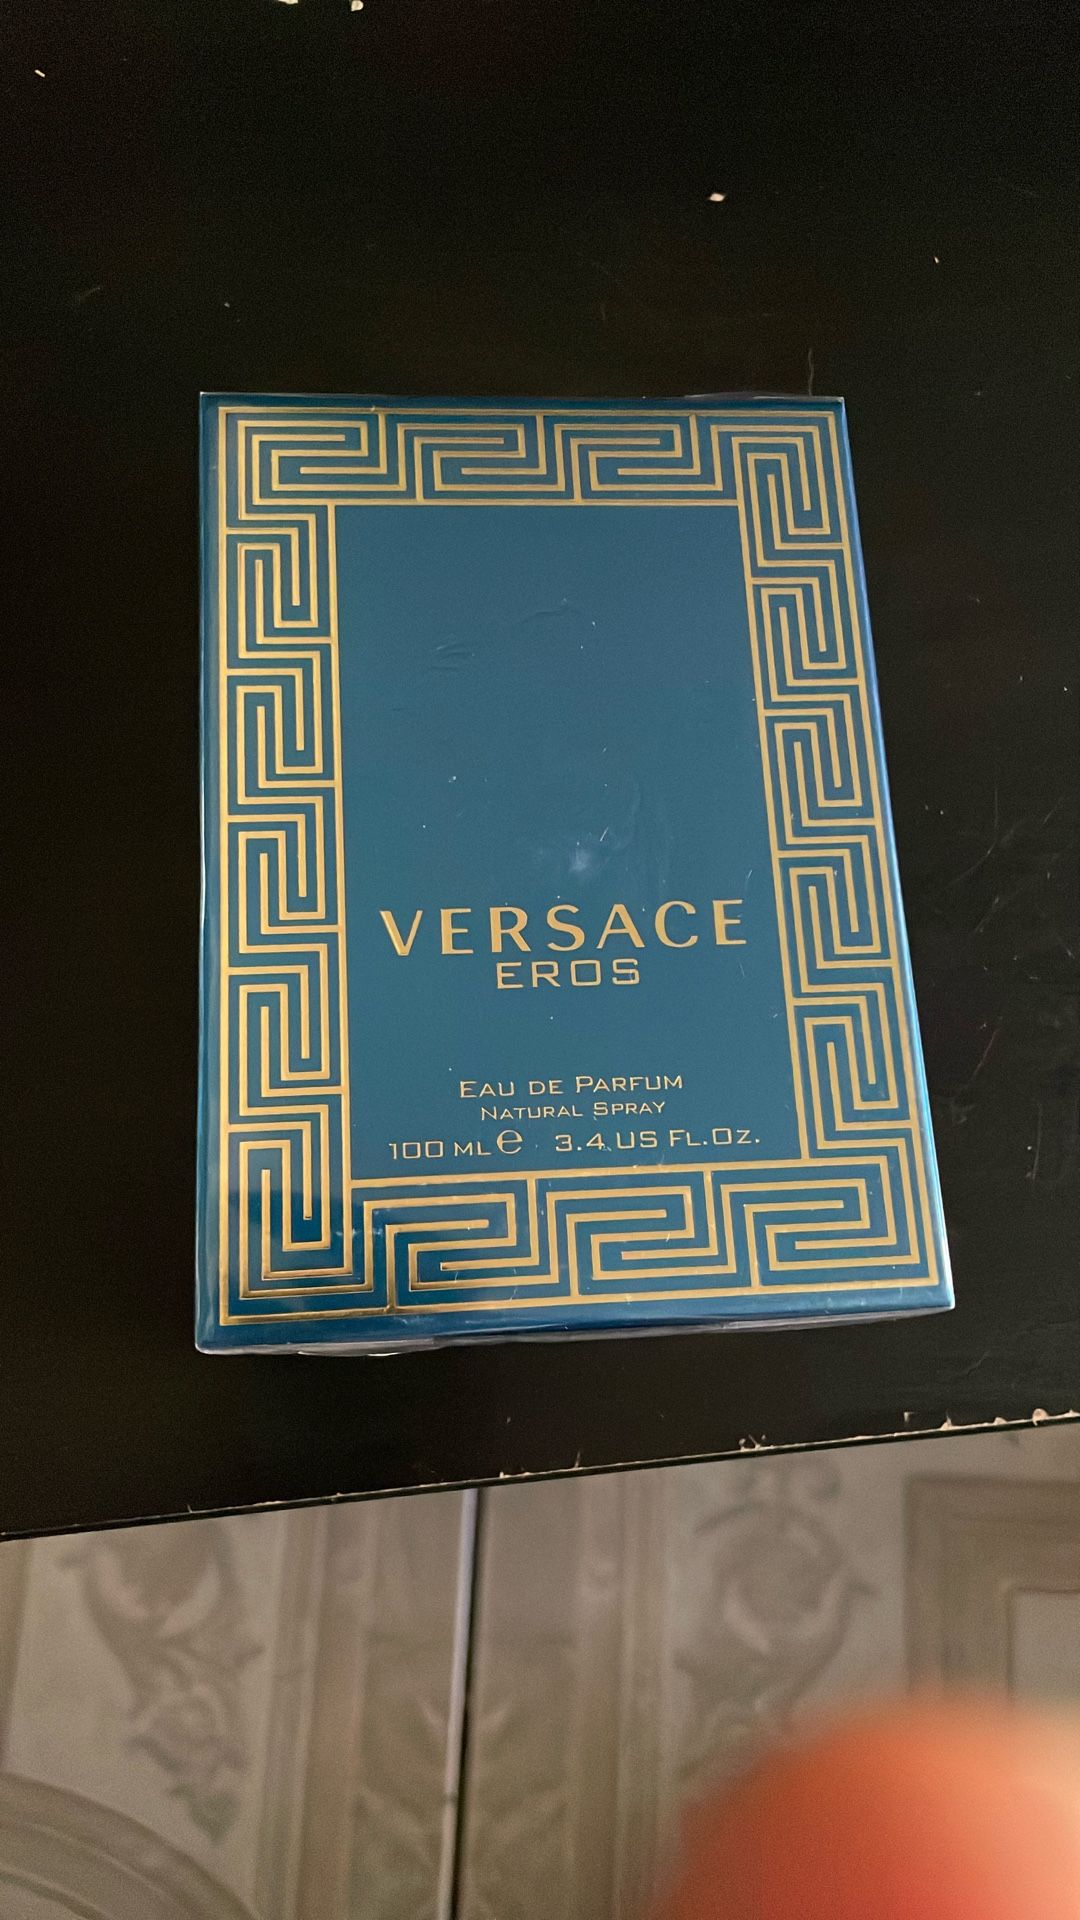 VERSACE
EROS
EAU DE PARFUM
NATURAL SPRAY
100 ML e 3.4 US FL.OZ.